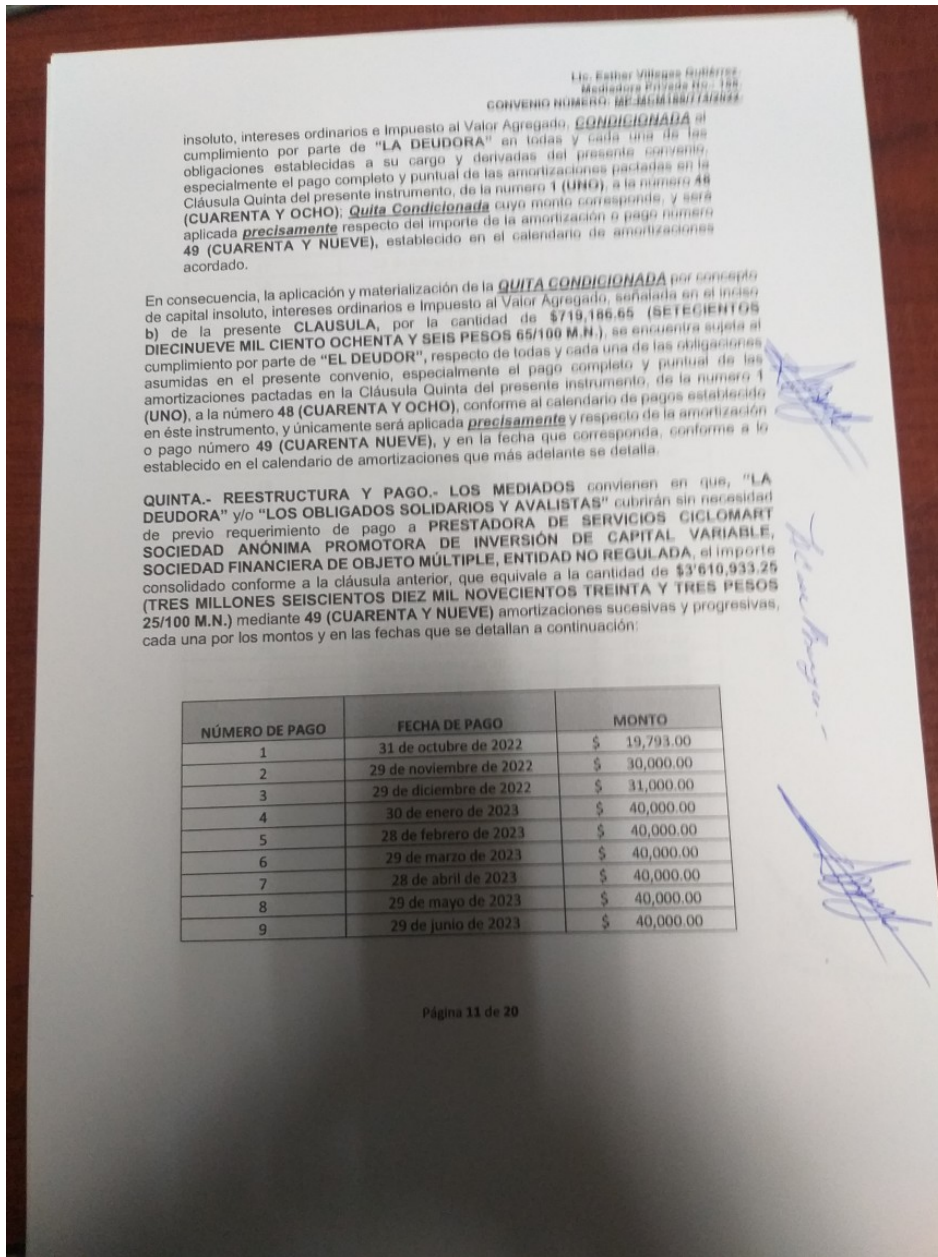 Lic. Esther Villegas Gutiérrez
Mediadora Privada No. 166
CONVENIO NÚMERO:
insoluto, intereses ordinarios e Impuesto al Valor Agregado, CONDICIONADA al
cumplimiento por parte de "LA DEUDORA" en todas y cada una de las
obligaciones establecidas a su cargo y derivadas del presente convenio,
especialmente el pago completo y puntual de las amortizaciones pactadas en la
Cláusula Quinta del presente instrumento, de la numero 1 (UNO), a la número 48
(CUARENTA Y OCHO); Quita Condicionada cuyo monto corresponde, y será
aplicada precisamente respecto del importe de la amortización o pago número
49 (CUARENTA Y NUEVE), establecido en el calendario de amortizaciones
acordado.
En consecuencia, la aplicación y materialización de la QUITA CONDICIONADA por concepto
de capital insoluto, intereses ordinarios e Impuesto al Valor Agregado, señalada en el inciso
b) de la presente CLAUSULA, por la cantidad de $719,186.65 (SETECIENTOS
DIECINUEVE MIL CIENTO OCHENTA Y SEIS PESOS 65/100 M.N.), se encuentra sujeta al
cumplimiento por parte de "EL DEUDOR", respecto de todas y cada una de las obligaciones
asumidas en el presente convenio, especialmente el pago completo y puntual de las
amortizaciones pactadas en la Cláusula Quinta del presente instrumento, de la numero 1
(UNO), a la número 48 (CUARENTA Y OCHO), conforme al calendario de pagos establecido
en éste instrumento, y únicamente será aplicada precisamente y respecto de la amortización
o pago número 49 (CUARENTA NUEVE), y en la fecha que corresponda, conforme a lo
establecido en el calendario de amortizaciones que más adelante se detalla.
QUINTA.- REESTRUCTURA Y PAGO.- LOS MEDIADOS convienen en que, "LA
DEUDORA" y/o "LOS OBLIGADOS SOLIDARIOS Y AVALISTAS" cubrirán sin necesidad
de previo requerimiento de pago a PRESTADORA DE SERVICIOS CICLOMART
SOCIEDAD ANÓNIMA PROMOTORA DE INVERSIÓN DE CAPITAL VARIABLE,
SOCIEDAD FINANCIERA DE OBJETO MÚLTIPLE, ENTIDAD NO REGULADA, el importe
consolidado conforme a la cláusula anterior, que equivale a la cantidad de $3'610,933.25
(TRES MILLONES SEISCIENTOS DIEZ MIL NOVECIENTOS TREINTA Y TRES PESOS
25/100 M.N.) mediante 49 (CUARENTA Y NUEVE) amortizaciones sucesivas y progresivas,
cada una por los montos y en las fechas que se detallan a continuación:
NÚMERO DE PAGO FECHA DE PAGO MONTO
1 31 de octubre de 2022 $ 19,793.00
2 29 de noviembre de 2022 $ 30,000.00
3 29 de diciembre de 2022 $ 31,000.00
4 30 de enero de 2023 $ 40,000.00
5 28 de febrero de 2023 $ 40,000.00
6 29 de marzo de 2023 $ 40,000.00
7 28 de abril de 2023 $ 40,000.00
8 29 de mayo de 2023 $ 40,000.00
9 29 de junio de 2023 $ 40,000.00
Página 11 de 20